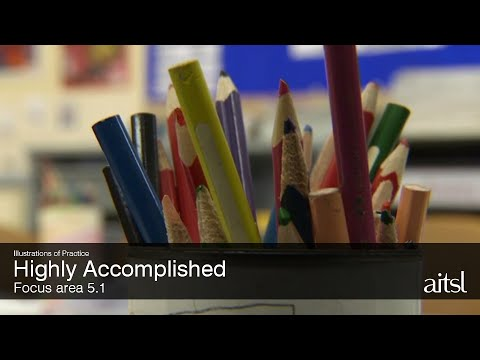 Illustrations of Practice
Highly Accomplished
Focus area 5.1
aitsl